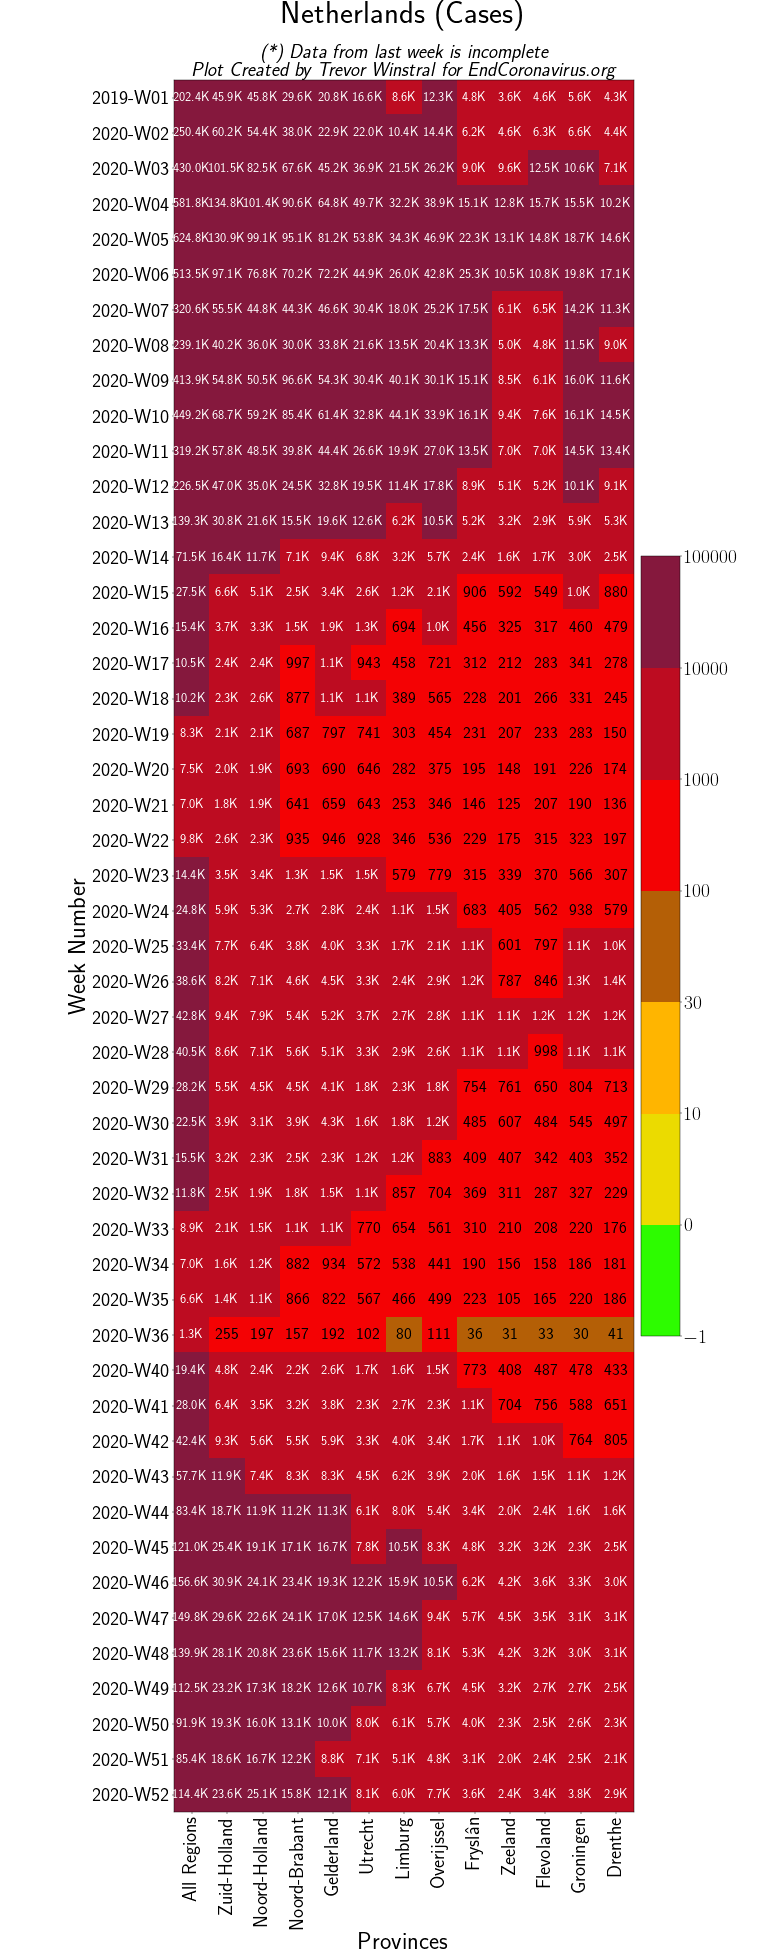 Netherlands (Cases)
(*) Data from last week is incomplete
Plot Created by Trevor Winstral for EndCoronavirus.org
2019-W01 202.4K 45.9K 45.8K 29.6K 20.8K 16.6K 8.6K 12.3K 4.8K 3.6K 4.6K 5.6K 4.3K
2020-W02 250.4K 60.2K 54.4K 38.0K 22.9K 22.0K 10.4K 14.4K 6.2K 4.6K 6.3K 6.6K 4.4K
2020-W03 430.0K 101.5K 82.5K 67.6K 45.2K 36.9K 21.5K 26.2K 9.0K 9.6K 12.5K 10.6K 7.1K
2020-W04 581.8K 134.8K 101.4K 90.6K 64.8K 49.7K 32.2K 38.9K 15.1K 12.8K 15.7K 15.5K 10.2K
2020-W05 624.8K 130.9K 99.1K 95.1K 81.2K 53.8K 34.3K 46.9K 22.3K 13.1K 14.8K 18.7K 14.6K
2020-W06 513.5K 97.1K 76.8K 70.2K 72.2K 44.9K 26.0K 42.8K 25.3K 10.5K 10.8K 19.8K 17.1K
2020-W07 320.6K 55.5K 44.8K 44.3K 46.6K 30.4K 18.0K 25.2K 17.5K 6.1K 6.5K 14.2K 11.3K
2020-W08 239.1K 40.2K 36.0K 30.0K 33.8K 21.6K 13.5K 20.4K 13.3K 5.0K 4.8K 11.5K 9.0K
2020-W09 413.9K 54.8K 50.5K 96.6K 54.3K 30.4K 40.1K 30.1K 15.1K 8.5K 6.1K 16.0K 11.6K
2020-W10 449.2K 68.7K 59.2K 85.4K 61.4K 32.8K 44.1K 33.9K 16.1K 9.4K 7.6K 16.1K 14.5K
2020-W11 319.2K 57.8K 48.5K 39.8K 44.4K 26.6K 19.9K 27.0K 13.5K 7.0K 7.0K 14.5K 13.4K
2020-W12 226.5K 47.0K 35.0K 24.5K 32.8K 19.5K 11.4K 17.8K 8.9K 5.1K 5.2K 10.1K 9.1K
2020-W13 139.3K 30.8K 21.6K 15.5K 19.6K 12.6K 6.2K 10.5K 5.2K 3.2K 2.9K 5.9K 5.3K
2020-W14 71.5K 16.4K 11.7K 7.1K 9.4K 6.8K 3.2K 5.7K 2.4K 1.6K 1.7K 3.0K 2.5K
2020-W15 27.5K 6.6K 5.1K 2.5K 3.4K 2.6K 1.2K 2.1K 906 592 549 1.0K 880
2020-W16 15.4K 3.7K 3.3K 1.5K 1.9K 1.3K 694 1.0K 456 325 317 460 479
2020-W17 10.5K 2.4K 2.4K 997 1.1K 943 458 721 312 212 283 341 278
2020-W18 10.2K 2.3K 2.6K 877 1.1K 1.1K 389 565 228 201 266 331 245
2020-W19 8.3K 2.1K 2.1K 687 797 741 303 454 231 207 233 283 150
2020-W20 7.5K 2.0K 1.9K 693 690 646 282 375 195 148 191 226 174
2020-W21 7.0K 1.8K 1.9K 641 659 643 253 346 146 125 207 190 136
2020-W22 9.8K 2.6K 2.3K 935 946 928 346 536 229 175 315 323 197
2020-W23 14.4K 3.5K 3.4K 1.3K 1.5K 1.5K 579 779 315 339 370 566 307
2020-W24 24.8K 5.9K 5.3K 2.7K 2.8K 2.4K 1.1K 1.5K 683 405 562 938 579
2020-W25 33.4K 7.7K 6.4K 3.8K 4.0K 3.3K 1.7K 2.1K 1.1K 601 797 1.1K 1.0K
2020-W26 38.6K 8.2K 7.1K 4.6K 4.5K 3.3K 2.4K 2.9K 1.2K 787 846 1.3K 1.4K
2020-W27 42.8K 9.4K 7.9K 5.4K 5.2K 3.7K 2.7K 2.8K 1.1K 1.1K 1.2K 1.2K 1.2K
2020-W28 40.5K 8.6K 7.1K 5.6K 5.1K 3.3K 2.9K 2.6K 1.1K 1.1K 998 1.1K 1.1K
2020-W29 28.2K 5.5K 4.5K 4.5K 4.1K 1.8K 2.3K 1.8K 754 761 650 804 713
2020-W30 22.5K 3.9K 3.1K 3.9K 4.3K 1.6K 1.8K 1.2K 485 607 484 545 497
2020-W31 15.5K 3.2K 2.3K 2.5K 2.3K 1.2K 1.2K 883 409 407 342 403 352
2020-W32 11.8K 2.5K 1.9K 1.8K 1.5K 1.1K 857 704 369 311 287 327 229
2020-W33 8.9K 2.1K 1.5K 1.1K 1.1K 770 654 561 310 210 208 220 176
2020-W34 7.0K 1.6K 1.2K 882 934 572 538 441 190 156 158 186 181
2020-W35 6.6K 1.4K 1.1K 866 822 567 466 499 223 105 165 220 186
2020-W36 1.3K 255 197 157 192 102 80 111 36 31 33 30 41
2020-W40 19.4K 4.8K 2.4K 2.2K 2.6K 1.7K 1.6K 1.5K 773 408 487 478 433
2020-W41 28.0K 6.4K 3.5K 3.2K 3.8K 2.3K 2.7K 2.3K 1.1K 704 756 588 651
2020-W42 42.4K 9.3K 5.6K 5.5K 5.9K 3.3K 4.0K 3.4K 1.7K 1.1K 1.0K 764 805
2020-W43 57.7K 11.9K 7.4K 8.3K 8.3K 4.5K 6.2K 3.9K 2.0K 1.6K 1.5K 1.1K 1.2K
2020-W44 83.4K 18.7K 11.9K 11.2K 11.3K 6.1K 8.0K 5.4K 3.4K 2.0K 2.4K 1.6K 1.6K
2020-W45 121.0K 25.4K 19.1K 17.1K 16.7K 7.8K 10.5K 8.3K 4.8K 3.2K 3.2K 2.3K 2.5K
2020-W46 156.6K 30.9K 24.1K 23.4K 19.3K 12.2K 15.9K 10.5K 6.2K 4.2K 3.6K 3.3K 3.0K
2020-W47 149.8K 29.6K 22.6K 24.1K 17.0K 12.5K 14.6K 9.4K 5.7K 4.5K 3.5K 3.1K 3.1K
2020-W48 139.9K 28.1K 20.8K 23.6K 15.6K 11.7K 13.2K 8.1K 5.3K 4.2K 3.2K 3.0K 3.1K
2020-W49 112.5K 23.2K 17.3K 18.2K 12.6K 10.7K 8.3K 6.7K 4.5K 3.2K 2.7K 2.7K 2.5K
2020-W50 91.9K 19.3K 16.0K 13.1K 10.0K 8.0K 6.1K 5.7K 4.0K 2.3K 2.5K 2.6K 2.3K
2020-W51 85.4K 18.6K 16.7K 12.2K 8.8K 7.1K 5.1K 4.8K 3.1K 2.0K 2.4K 2.5K 2.1K
2020-W52 114.4K 23.6K 25.1K 15.8K 12.1K 8.1K 6.0K 7.7K 3.6K 2.4K 3.4K 3.8K 2.9K
Week Number
All Regions
Zuid-Holland
Noord-Holland
Noord-Brabant
Gelderland
Utrecht
Limburg
Overijssel
Fryslân
Zeeland
Flevoland
Groningen
Drenthe
Provinces
100000
10000
1000
100
30
10
0
−1